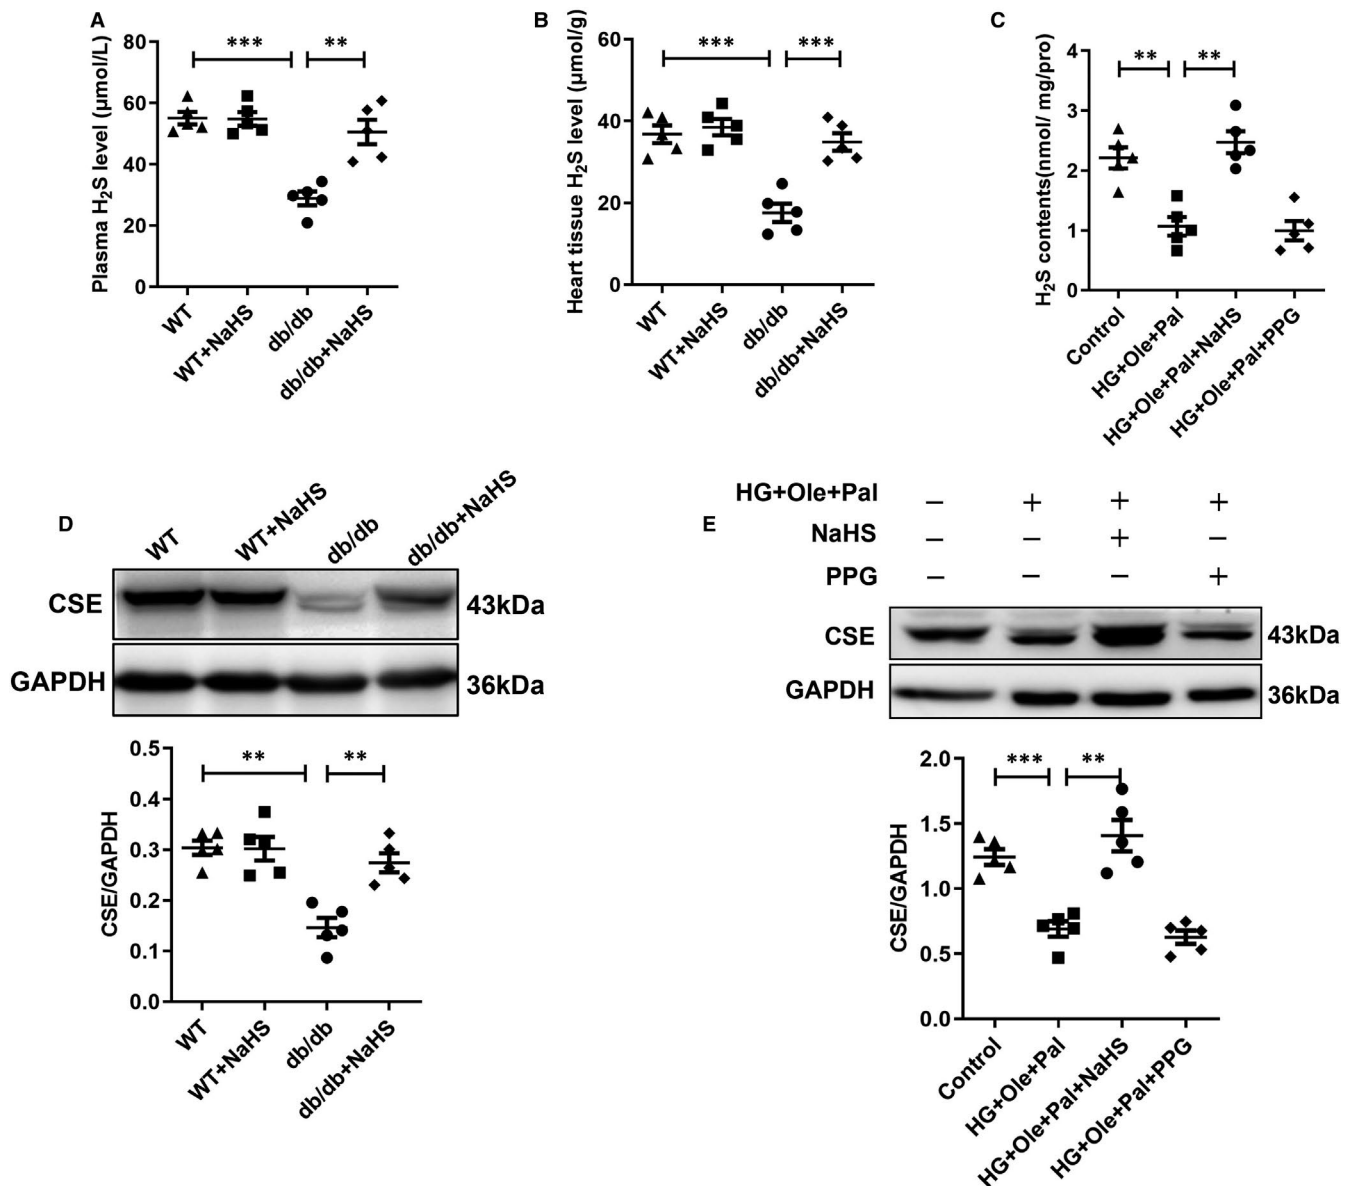 A
Plasma H2S level (μmol/L)
80
60
40
20
0
***
**
WT
WT+NaHS
db/db
db/db+NaHS
B
Heart tissue H2S level (μmol/g)
60
40
20
0
***
***
WT
WT+NaHS
db/db
db/db+NaHS
C
H2S contents(nmol/ mg/pro)
4
3
2
1
0
**
**
Control
HG+Ole+Pal
HG+Ole+Pal+NaHS
HG+Ole+Pal+PPG
D
WT
WT+NaHS
db/db
db/db+NaHS
CSE
43kDa
GAPDH
36kDa
CSE/GAPDH
0.5
0.4
0.3
0.2
0.1
0.0
**
**
WT
WT+NaHS
db/db
db/db+NaHS
E
HG+Ole+Pal − + + +
NaHS − − + −
PPG − − − +
CSE
43kDa
GAPDH
36kDa
CSE/GAPDH
2.0
1.5
1.0
0.5
0.0
***
**
Control
HG+Ole+Pal
HG+Ole+Pal+NaHS
HG+Ole+Pal+PPG